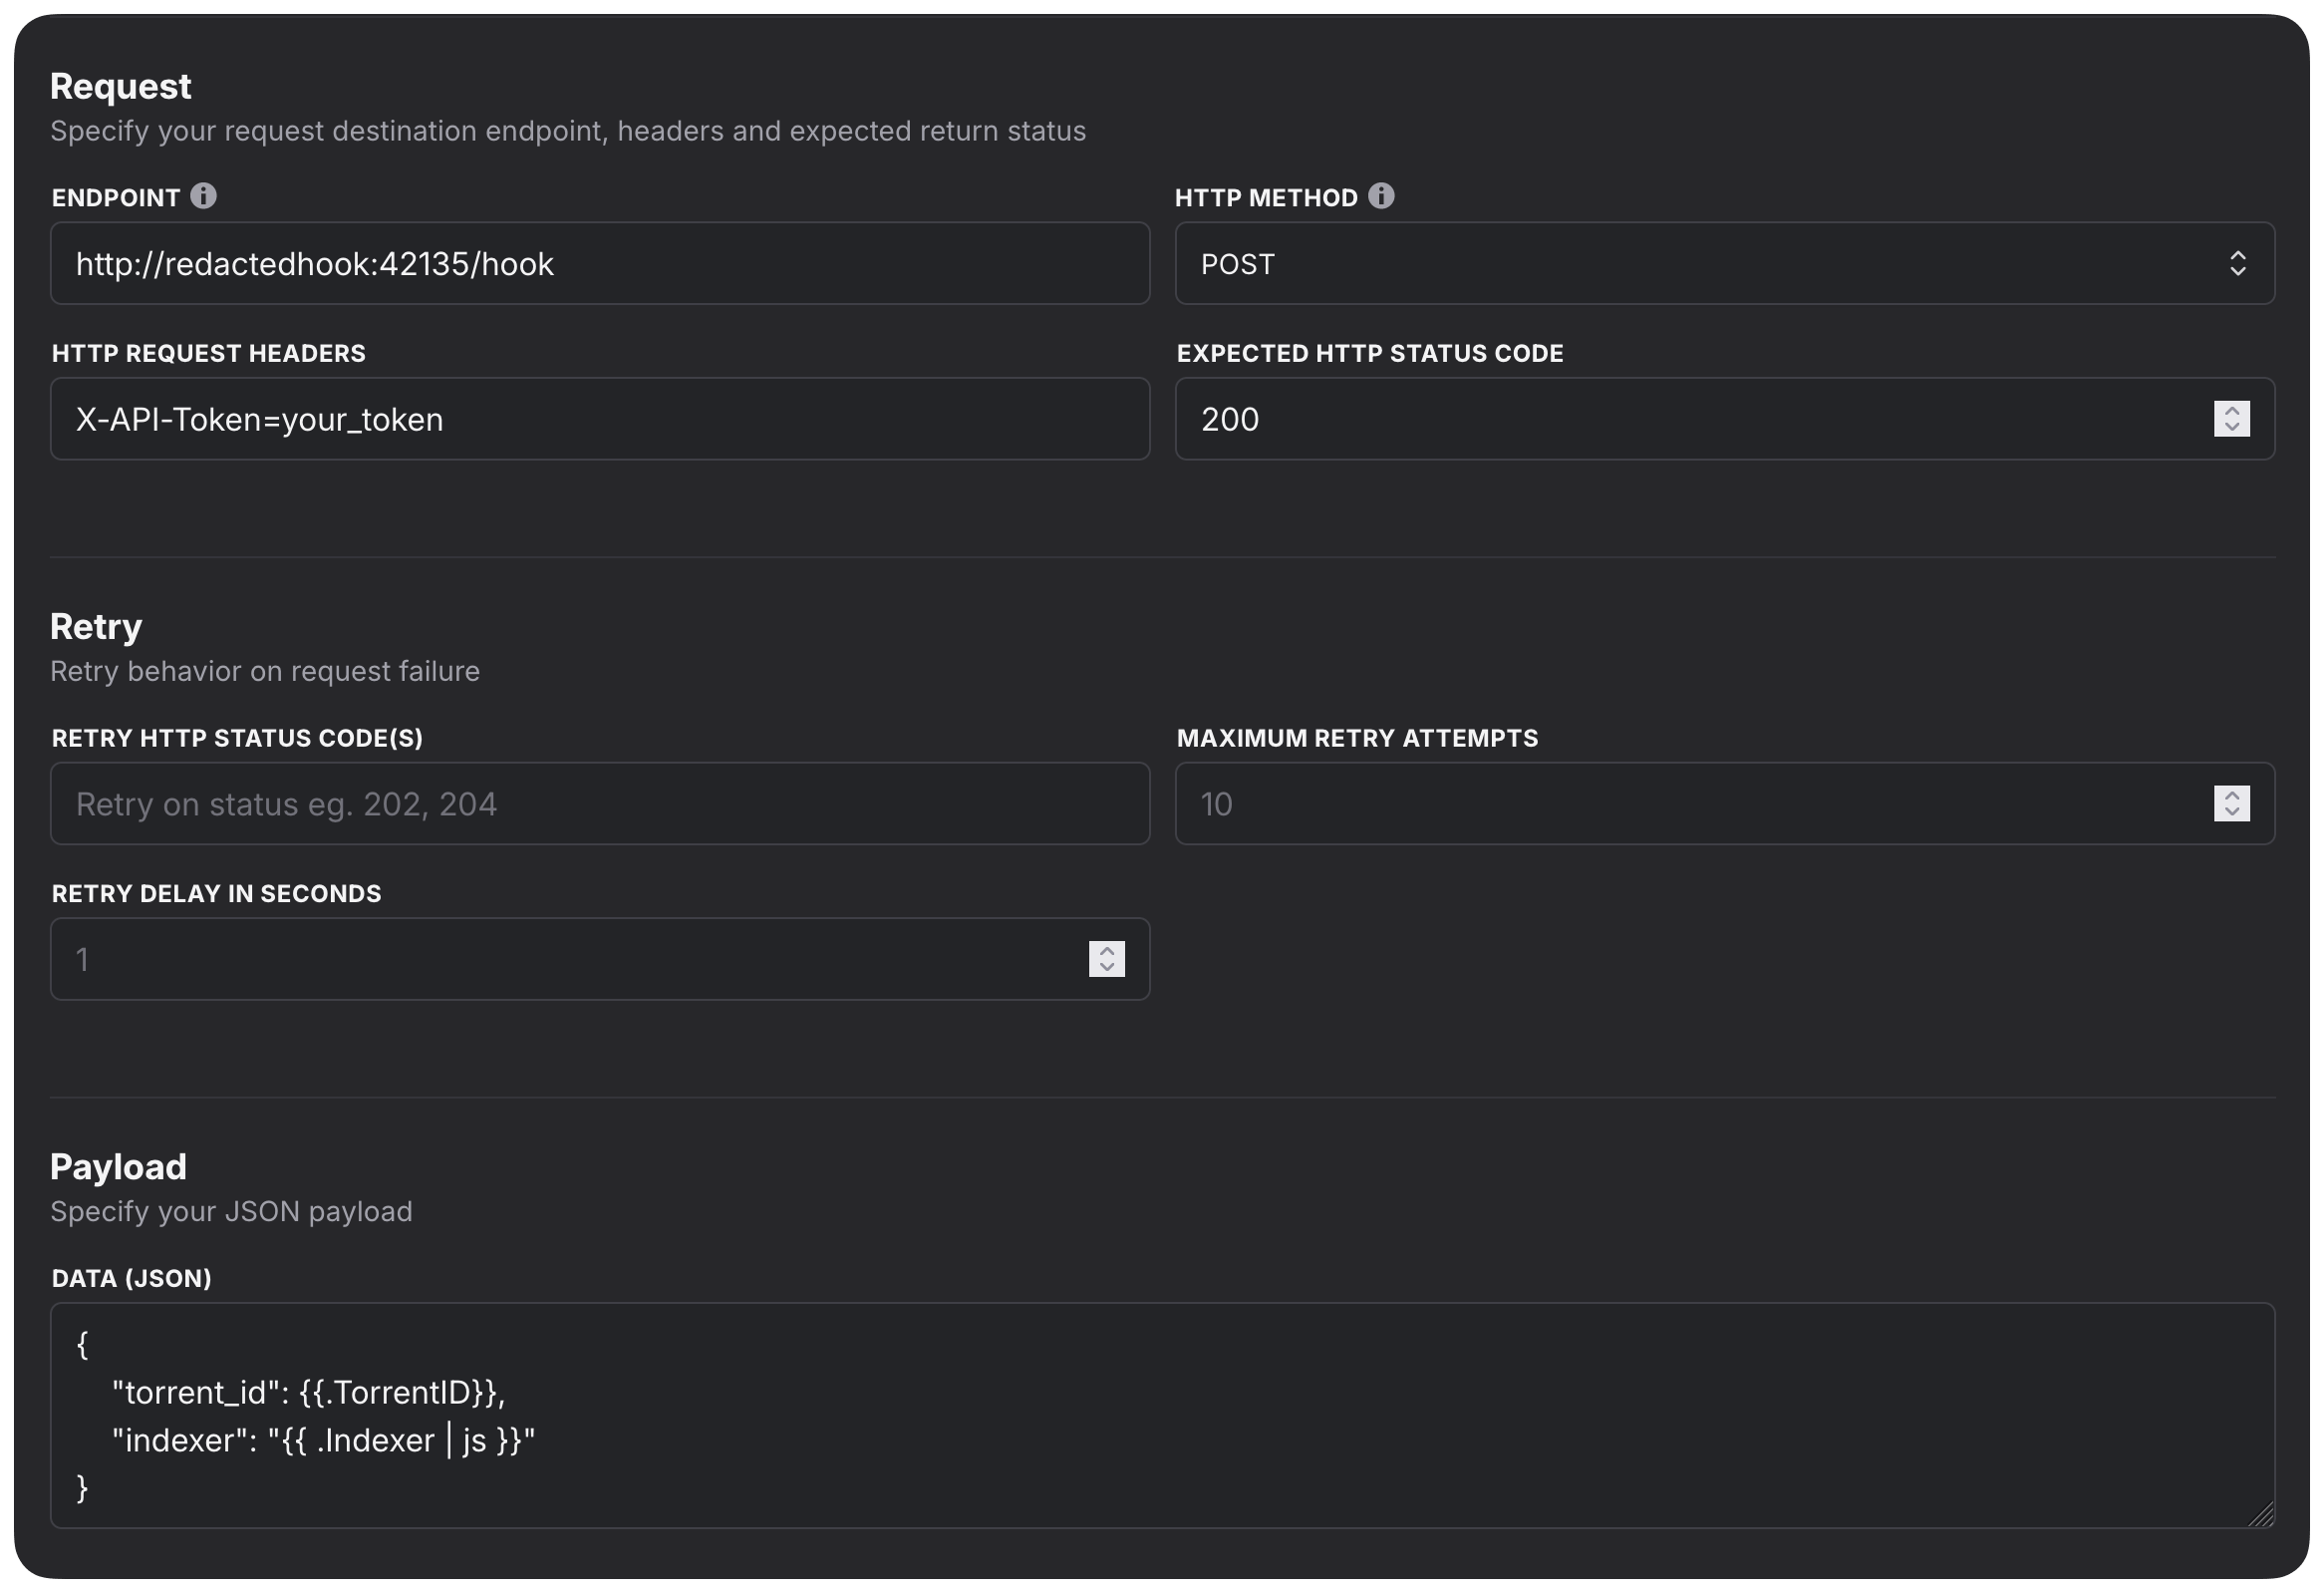 Request
Specify your request destination endpoint, headers and expected return status
ENDPOINT
HTTP METHOD
http://redactedhook:42135/hook
POST
HTTP REQUEST HEADERS
EXPECTED HTTP STATUS CODE
X-API-Token=your_token
200
Retry
Retry behavior on request failure
RETRY HTTP STATUS CODE(S)
MAXIMUM RETRY ATTEMPTS
Retry on status eg. 202, 204
10
RETRY DELAY IN SECONDS
1
Payload
Specify your JSON payload
DATA (JSON)
{
    "torrent_id": {{.TorrentID}},
    "indexer": "{{ .Indexer | js }}"
}